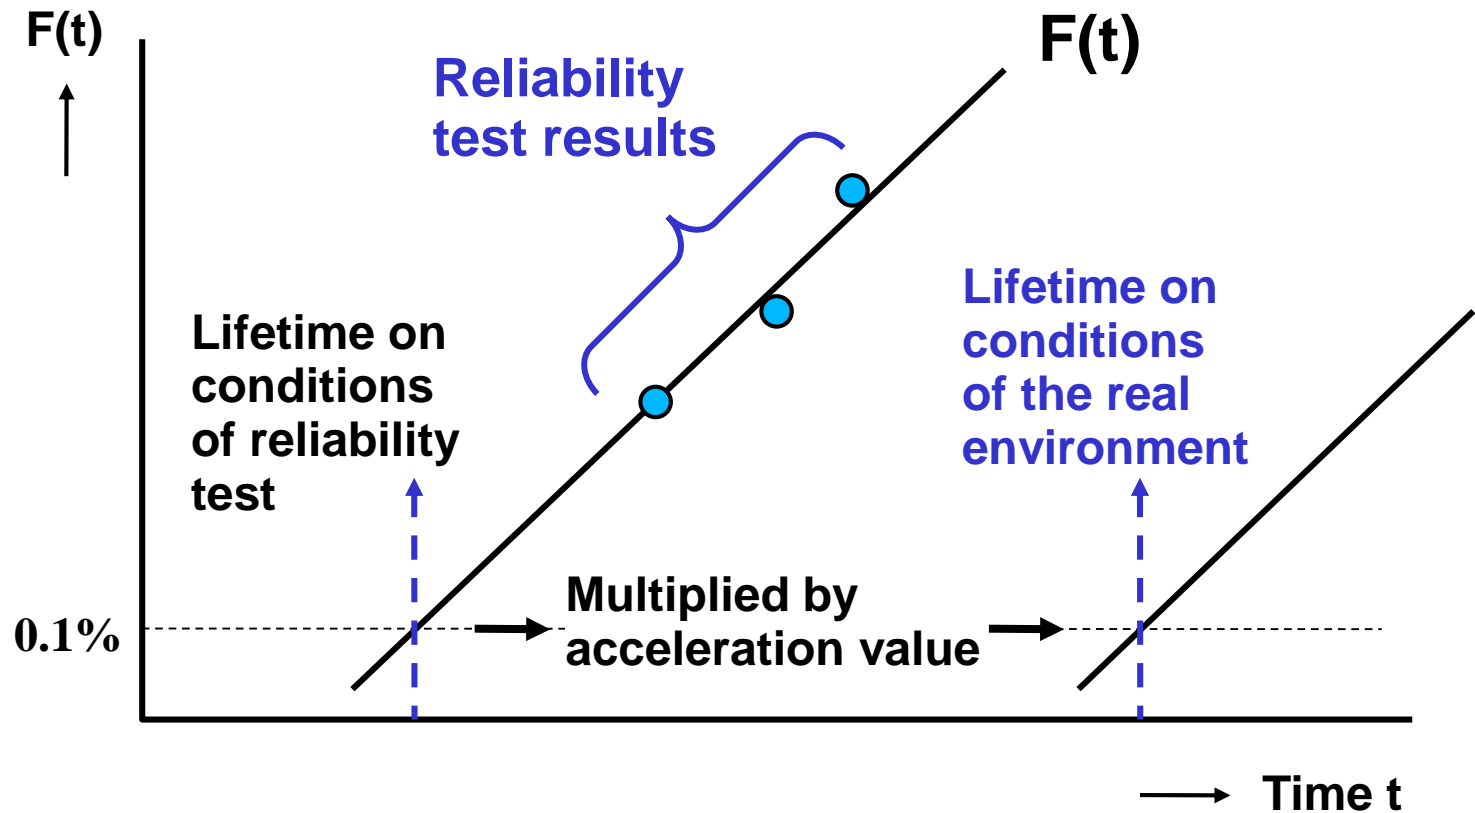 F(t)
F(t)
Reliability
test results
Lifetime on
conditions
of reliability
test
Lifetime on
conditions
of the real
environment
Multiplied by
acceleration value
0.1%
Time t